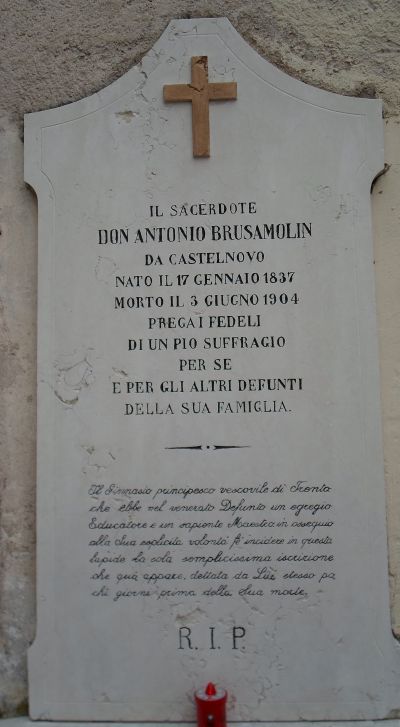 IL SACERDOTE
DON ANTONIO BRUSAMOLIN
DA CASTELNOVO
NATO IL 17 GENNAIO 1837
MORTO IL 3 GIUGNO 1904
PREGA I FEDELI
DI UN PIO SUFFRAGIO
PER SE
E PER GLI ALTRI DEFUNTI
DELLA SUA FAMIGLIA.
Il Ginnasio principesco vescovile di Trento
che ebbe nel venerato Defunto un egregio
Educatore e un sapiente Maestro in ossequio
alla Sua esplicita volontà fè incidere in questa
lapide la sola semplicissima iscrizione
che quà appare, dettata da Lui stesso po
chi giorni prima della Sua morte.
R. I. P.